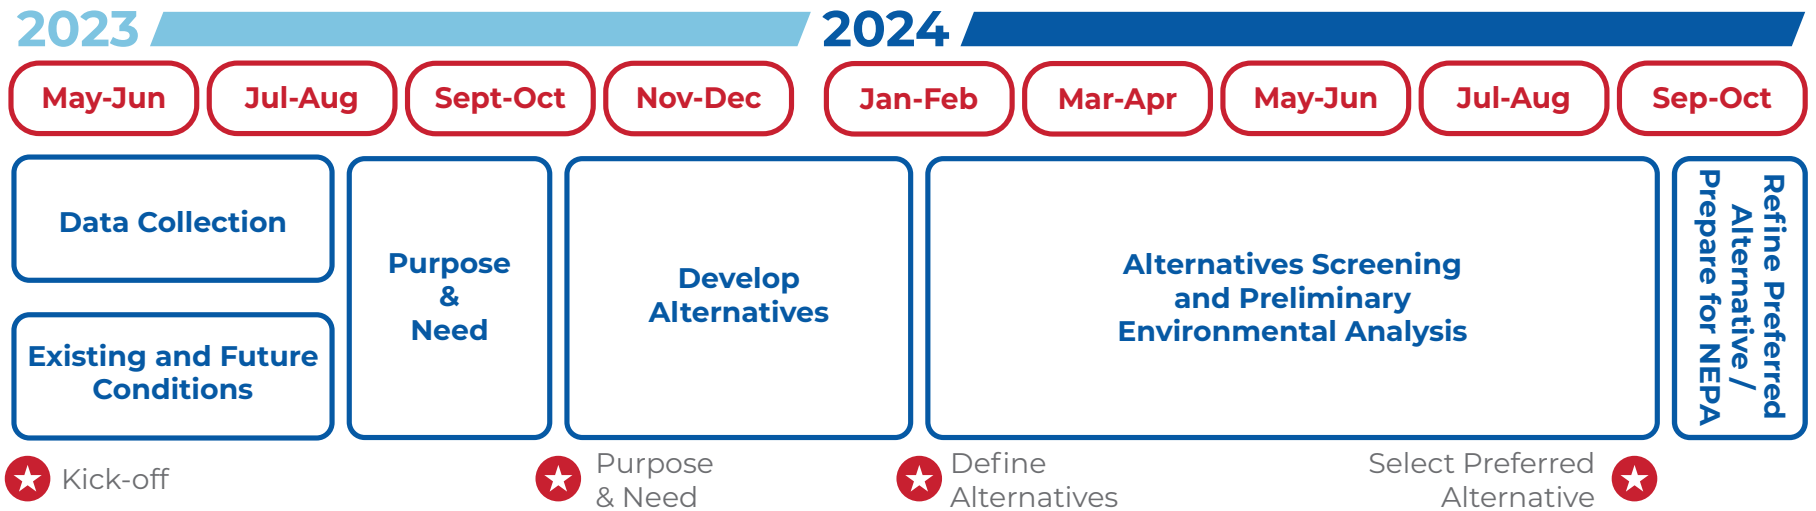 2023
2024
May-Jun
Jul-Aug
Sept-Oct
Nov-Dec
Jan-Feb
Mar-Apr
May-Jun
Jul-Aug
Sep-Oct
Data Collection
Existing and Future
Conditions
Purpose
&
Need
Develop
Alternatives
Alternatives Screening
and Preliminary
Environmental Analysis
Refine Preferred
Alternative /
Prepare for NEPA
Kick-off
Purpose
& Need
Define
Alternatives
Select Preferred
Alternative